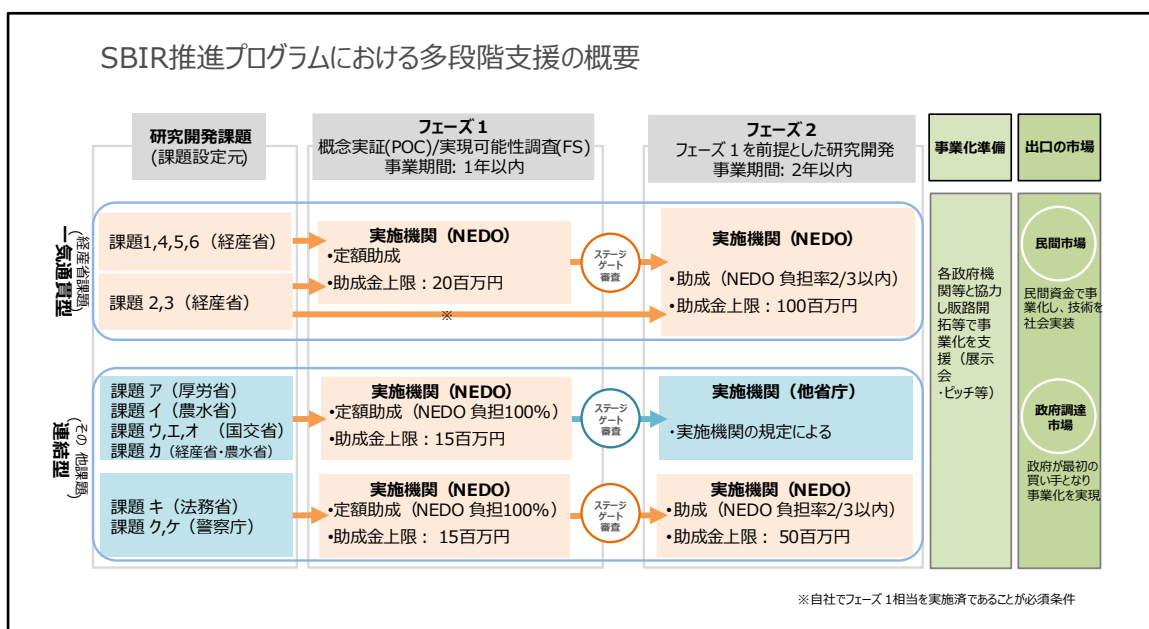 SBIR推進プログラムにおける多段階支援の概要
研究開発課題
(課題設定元)
フェーズ1
概念実証(POC)/実現可能性調査(FS)
事業期間: 1年以内
フェーズ2
フェーズ1を前提とした研究開発
事業期間: 2年以内
事業化準備
出口の市場
一気通貫型
(経産省課題)
課題1,4,5,6（経産省）
課題 2,3（経産省）
実施機関（NEDO）
•定額助成
•助成金上限：20百万円
※
ステージ
ゲート
審査
実施機関（NEDO）
•助成（NEDO 負担率2/3以内）
•助成金上限：100百万円
連結型
(その他課題)
課題 ア（厚労省）
課題 イ（農水省）
課題 ウ,エ,オ （国交省）
課題 カ（経産省・農水省）
実施機関（NEDO）
•定額助成（NEDO 負担100%）
•助成金上限：15百万円
ステージ
ゲート
審査
実施機関（他省庁）
・実施機関の規定による
課題 キ（法務省）
課題 ク,ケ（警察庁）
実施機関（NEDO）
•定額助成（NEDO 負担100%）
•助成金上限： 15百万円
ステージ
ゲート
審査
実施機関（NEDO）
•助成（NEDO 負担率2/3以内）
•助成金上限： 50百万円
各政府機
関等と協力
し販路開
拓等で事
業化を支
援（展示
会
・ピッチ等）
民間市場
民間資金で事
業化し、技術を
社会実装
政府調達
市場
政府が最初の
買い手となり
事業化を実現
※自社でフェーズ1相当を実施済であることが必須条件